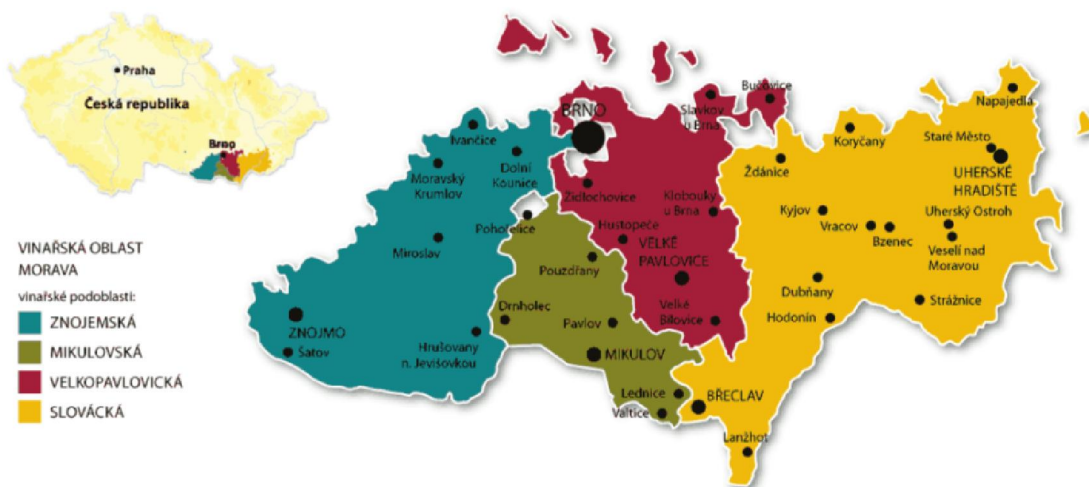 Praha
Česká republika
Brno
VINAŘSKÁ OBLAST
MORAVA
vinařské podoblasti:
ZNOJEMSKÁ
MIKULOVSKÁ
VELKOPAVLOVICKÁ
SLOVÁCKÁ
Ivančice
Dolní
Kounice
Moravský
Krumlov
Miroslav
ZNOJMO
Šatov
Hrušovany
n. Jevišovkou
BRNO
Slavkov
u Brna
Bučovice
Židlochovice
Klobouky
u Brna
Hustopeče
VELKÉ
PAVLOVICE
Velké
Bílovice
Pohořelice
Pouzdřany
Drnholec
Pavlov
MIKULOV
Lednice
Valtice
Napajedla
Koryčany
Staré Město
Ždánice
UHERSKÉ
HRADIŠTĚ
Kyjov
Vracov
Bzenec
Uherský Ostroh
Veselí nad
Moravou
Dubňany
Strážnice
Hodonín
BŘECLAV
Lanžhot